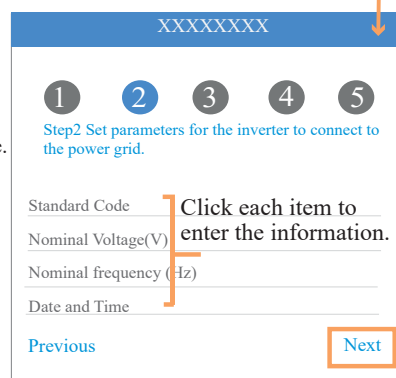 XXXXXXXX
1 2 3 4 5
Step2 Set parameters for the inverter to connect to
e.
the power grid.
Standard Code
Click each item to
Nominal Voltage(V)
enter the information.
Nominal frequency (Hz)
Date and Time
Previous
Next